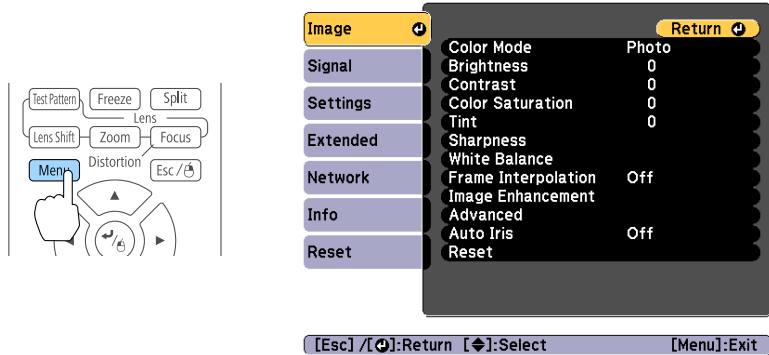 Test Pattern Freeze Split
Lens
Lens Shift Zoom Focus
Distortion
Menu Esc /
Image
Signal
Settings
Extended
Network
Info
Reset
Return
Color Mode Photo
Brightness 0
Contrast 0
Color Saturation 0
Tint 0
Sharpness
White Balance
Frame Interpolation Off
Image Enhancement
Advanced
Auto Iris Off
Reset
[Esc] /[ ]:Return [ ]:Select [Menu]:Exit